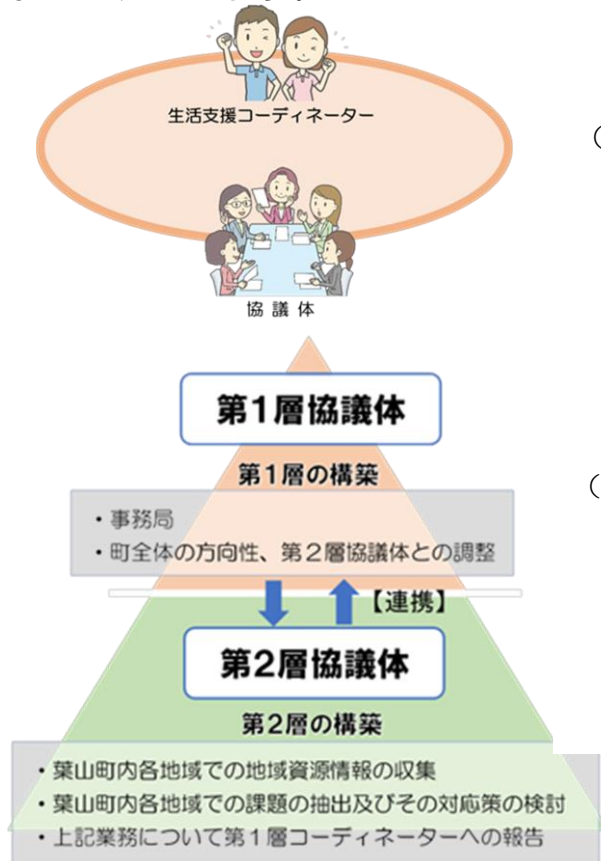 生活支援コーディネーター
協 議 体
第1層協議体
第1層の構築
・事務局
・町全体の方向性、第2層協議体との調整
【連携】
第2層協議体
第2層の構築
・葉山町内各地域での地域資源情報の収集
・葉山町内各地域での課題の抽出及びその対応策の検討
・上記業務について第1層コーディネーターへの報告